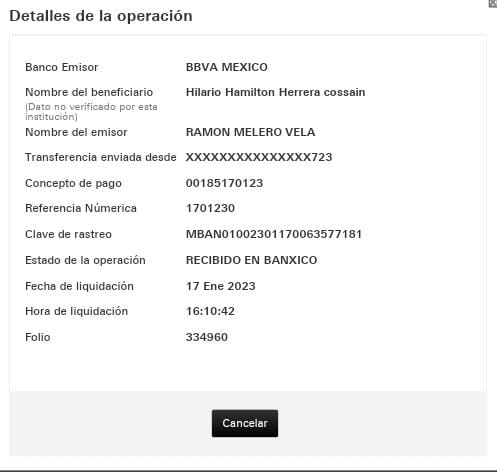 Detalles de la operación
Banco Emisor BBVA MEXICO
Nombre del beneficiario Hilario Hamilton Herrera cossain
(Dato no verificado por esta
institución)
Nombre del emisor RAMON MELERO VELA
Transferencia enviada desde XXXXXXXXXXXXXXX723
Concepto de pago 00185170123
Referencia Númerica 1701230
Clave de rastreo MBAN01002301170063577181
Estado de la operación RECIBIDO EN BANXICO
Fecha de liquidación 17 Ene 2023
Hora de liquidación 16:10:42
Folio 334960
Cancelar